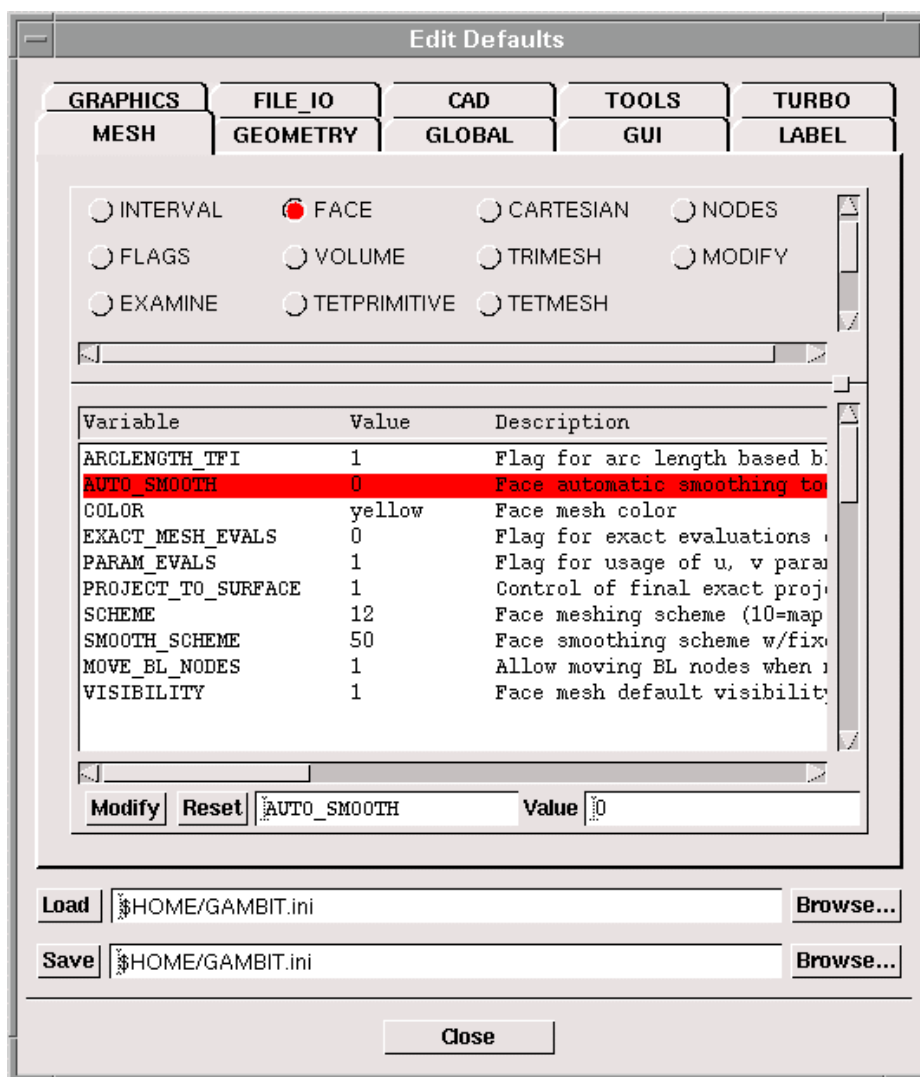 Edit Defaults
GRAPHICS FILE_IO CAD TOOLS TURBO
MESH GEOMETRY GLOBAL GUI LABEL
INTERVAL FACE CARTESIAN NODES
FLAGS VOLUME TRIMESH MODIFY
EXAMINE TETPRIMITIVE TETMESH
Variable Value Description
ARCLENGTH_TFI 1 Flag for arc length based
AUTO_SMOOTH 0 Face automatic smoothing
COLOR yellow Face mesh color
EXACT_MESH_EVALS 0 Flag for exact evaluations
PARAM_EVALS 1 Flag for usage of u, v
PROJECT_TO_SURFACE 1 Control of final exact
SCHEME 12 Face meshing scheme (10=map
SMOOTH_SCHEME 50 Face smoothing scheme
MOVE_BL_NODES 1 Allow moving BL nodes when
VISIBILITY 1 Face mesh default
Modify Reset AUTO_SMOOTH Value 0
Load $HOME/GAMBIT.ini Browse...
Save $HOME/GAMBIT.ini Browse...
Close